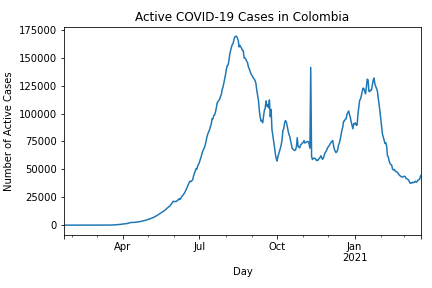 Active COVID-19 Cases in Colombia
Number of Active Cases
175000
150000
125000
100000
75000
50000
25000
0
Apr
Jul
Oct
Jan
2021
Day